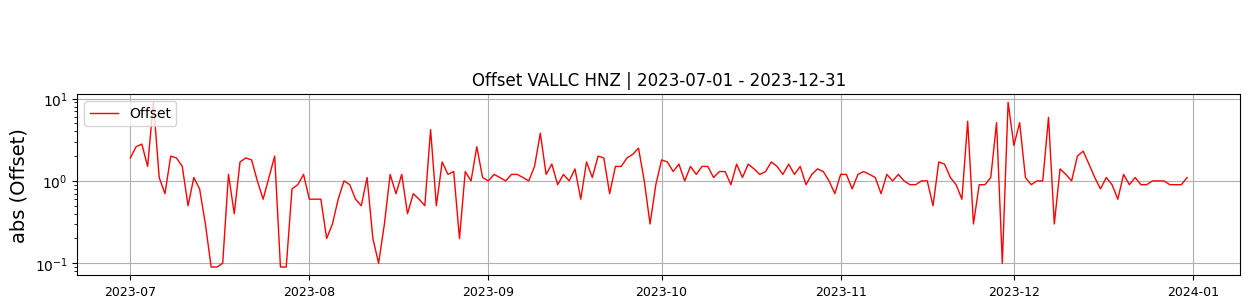 Offset VALLC HNZ | 2023-07-01 - 2023-12-31
abs (Offset)
10¹
10⁰
10⁻¹
Offset
2023-07 2023-08 2023-09 2023-10 2023-11 2023-12 2024-01